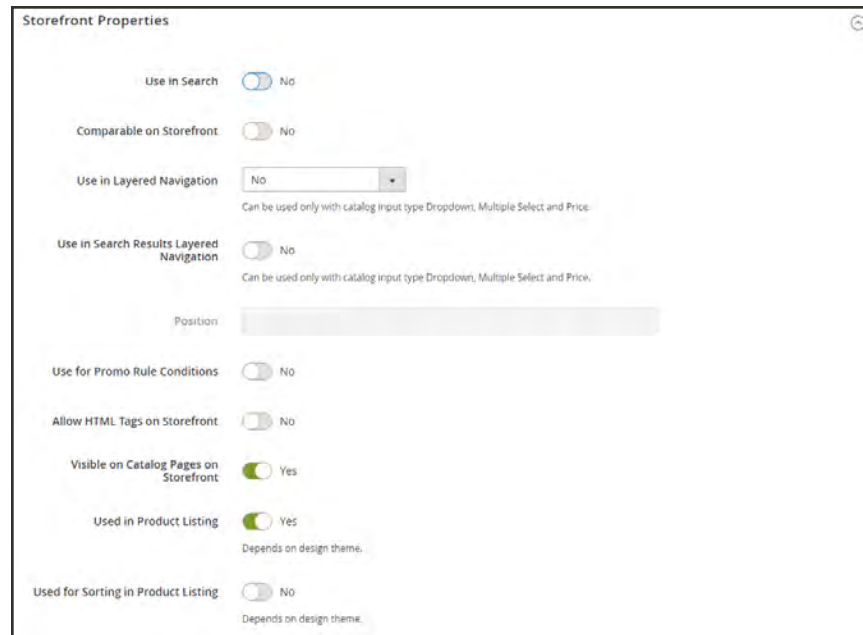 Storefront Properties
Use in Search
No
Comparable on Storefront
No
Use in Layered Navigation
No
Can be used only with catalog input type Dropdown, Multiple Select and Price.
Use in Search Results Layered
Navigation
No
Can be used only with catalog input type Dropdown, Multiple Select and Price.
Position
Use for Promo Rule Conditions
No
Allow HTML Tags on Storefront
No
Visible on Catalog Pages on
Storefront
Yes
Used in Product Listing
Yes
Depends on design theme.
Used for Sorting in Product Listing
No
Depends on design theme.